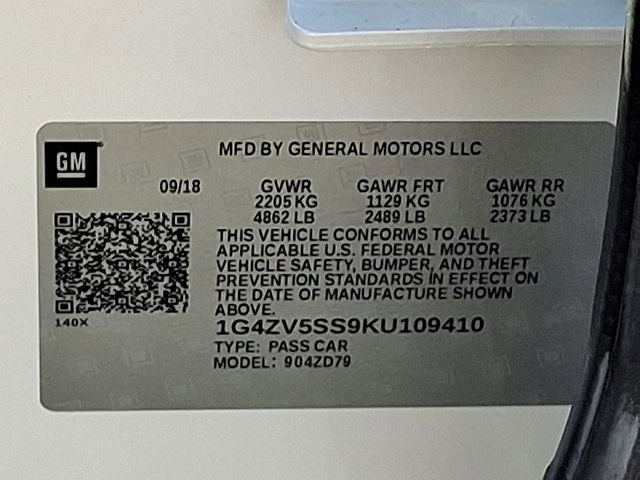 GM
MFD BY GENERAL MOTORS LLC
09/18 GVWR GAWR FRT GAWR RR
2205 KG 1129 KG 1076 KG
4862 LB 2489 LB 2373 LB
THIS VEHICLE CONFORMS TO ALL
APPLICABLE U.S. FEDERAL MOTOR
VEHICLE SAFETY, BUMPER, AND THEFT
PREVENTION STANDARDS IN EFFECT ON
THE DATE OF MANUFACTURE SHOWN
ABOVE.
140X
1G4ZV5SS9KU109410
TYPE: PASS CAR
MODEL: 904ZD79